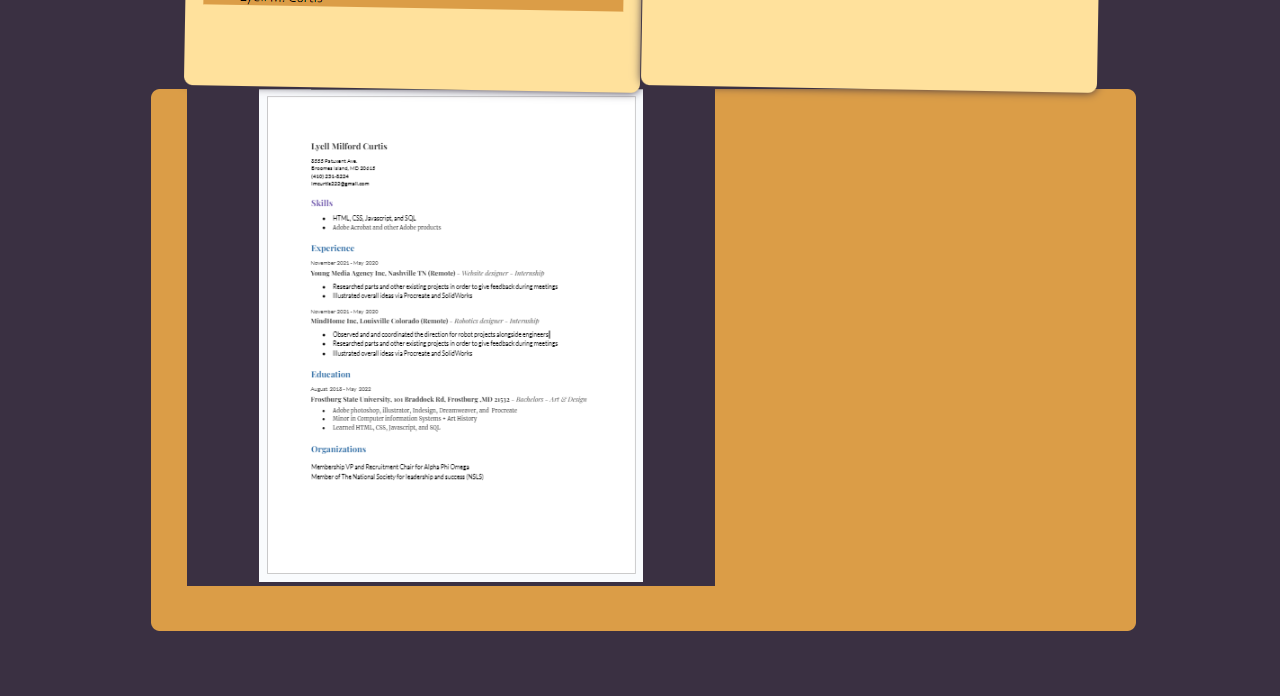 Lyell M. Curtis
Lyell Milford Curtis
8555 Patuxent Ave.
Broomes Island, MD 20615
(410) 231-8224
lmcurtis222@gmail.com
Skills
HTML, CSS, Javascript, and SQL
Adobe Acrobat and other Adobe products
Experience
November 2021 - May 2020
Young Media Agency Inc, Nashville TN (Remote) - Website designer - Internship
Researched parts and other existing projects in order to give feedback during meetings
Illustrated overall ideas via Procreate and SolidWorks
November 2021 - May 2020
MindHome Inc, Louisville Colorado (Remote) - Robotics designer - Internship
Observed and and coordinated the direction for robot projects alongside engineers
Researched parts and other existing projects in order to give feedback during meetings
Illustrated overall ideas via Procreate and SolidWorks
Education
August 2018 - May 2022
Frostburg State University, 101 Braddock Rd, Frostburg ,MD 21532 - Bachelors - Art & Design
Adobe photoshop, illustrator, Indesign, Dreamweaver, and Procreate
Minor in Computer information Systems + Art History
Learned HTML, CSS, Javascript, and SQL
Organizations
Membership VP and Recruitment Chair for Alpha Phi Omega
Member of The National Society for leadership and success (NSLS)